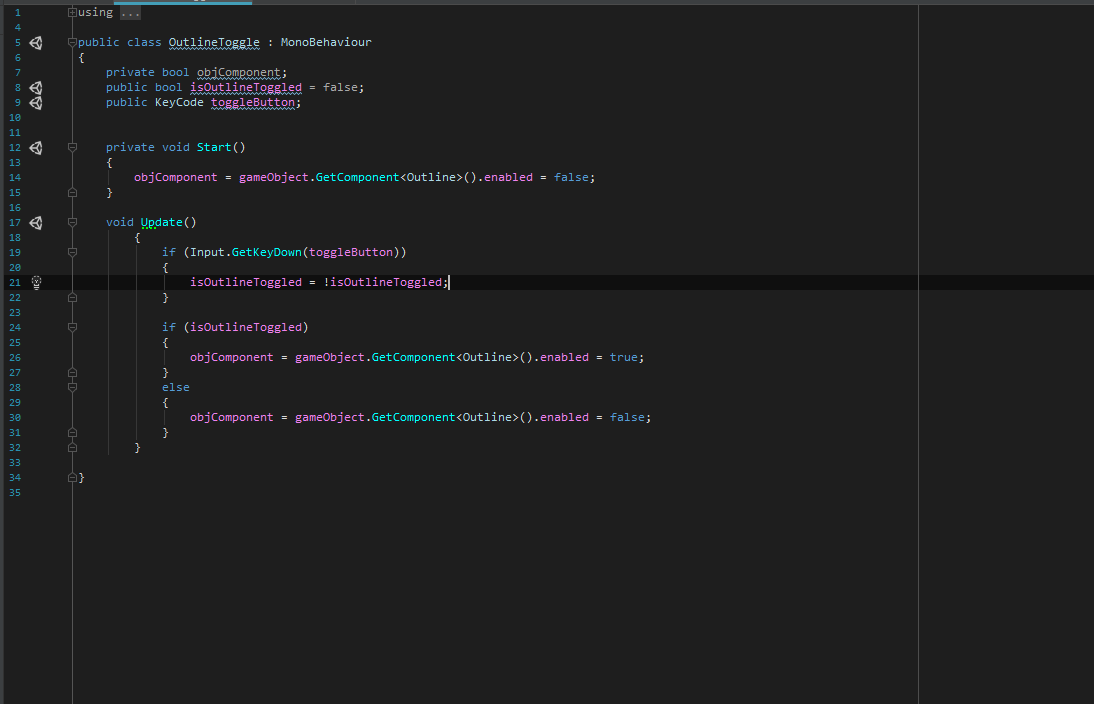 1 using ...
4
5 public class OutlineToggle : MonoBehaviour
6 {
7 private bool objComponent;
8 public bool isOutlineToggled = false;
9 public KeyCode toggleButton;
10
11
12 private void Start()
13 {
14 objComponent = gameObject.GetComponent<Outline>().enabled = false;
15 }
16
17 void Update()
18 {
19 if (Input.GetKeyDown(toggleButton))
20 {
21 isOutlineToggled = !isOutlineToggled;
22 }
23
24 if (isOutlineToggled)
25 {
26 objComponent = gameObject.GetComponent<Outline>().enabled = true;
27 }
28 else
29 {
30 objComponent = gameObject.GetComponent<Outline>().enabled = false;
31 }
32 }
33
34 }
35